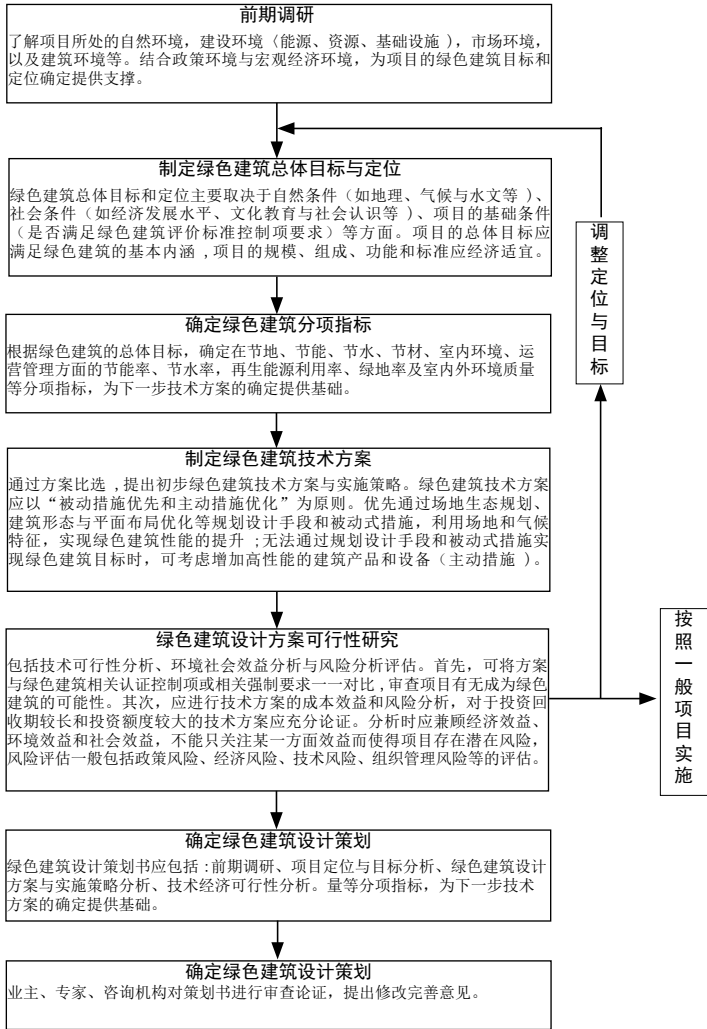 前期调研
了解项目所处的自然环境，建设环境（能源、资源、基础设施），市场环境，
以及建筑环境等。结合政策环境与宏观经济环境，为项目的绿色建筑目标和
定位确定提供支撑。
制定绿色建筑总体目标与定位
绿色建筑总体目标和定位主要取决于自然条件（如地理、气候与水文等）、
社会条件（如经济发展水平、文化教育与社会认识等）、项目的基础条件
（是否满足绿色建筑评价标准控制项要求）等方面。项目的总体目标应
满足绿色建筑的基本内涵,项目的规模、组成、功能和标准应经济适宜。
确定绿色建筑分项指标
根据绿色建筑的总体目标，确定在节地、节能、节水、节材、室内环境、运
营管理方面的节能率、节水率，再生能源利用率、绿地率及室内外环境质量
等分项指标，为下一步技术方案的确定提供基础。
制定绿色建筑技术方案
通过方案比选,提出初步绿色建筑技术方案与实施策略。绿色建筑技术方案
应以“被动措施优先和主动措施优化”为原则。优先通过场地生态规划、
建筑形态与平面布局优化等规划设计手段和被动式措施，利用场地和气候
特征，实现绿色建筑性能的提升;无法通过规划设计手段和被动式措施实
现绿色建筑目标时，可考虑增加高性能的建筑产品和设备（主动措施）。
绿色建筑设计方案可行性研究
包括技术可行性分析、环境社会效益分析与风险分析评估。首先，可将方案
与绿色建筑相关认证控制项或相关强制要求一一对比,审查项目有无成为绿色
建筑的可能性。其次，应进行技术方案的成本效益和风险分析，对于投资回
收期较长和投资额度较大的技术方案应充分论证。分析时应兼顾经济效益、
环境效益和社会效益，不能只关注某一方面效益而使得项目存在潜在风险，
风险评估一般包括政策风险、经济风险、技术风险、组织管理风险等的评估。
确定绿色建筑设计策划
绿色建筑设计策划书应包括:前期调研、项目定位与目标分析、绿色建筑设计
方案与实施策略分析、技术经济可行性分析。量等分项指标，为下一步技术
方案的确定提供基础。
确定绿色建筑设计策划
业主、专家、咨询机构对策划书进行审查论证，提出修改完善意见。
调整定位与目标
按照一般项目实施